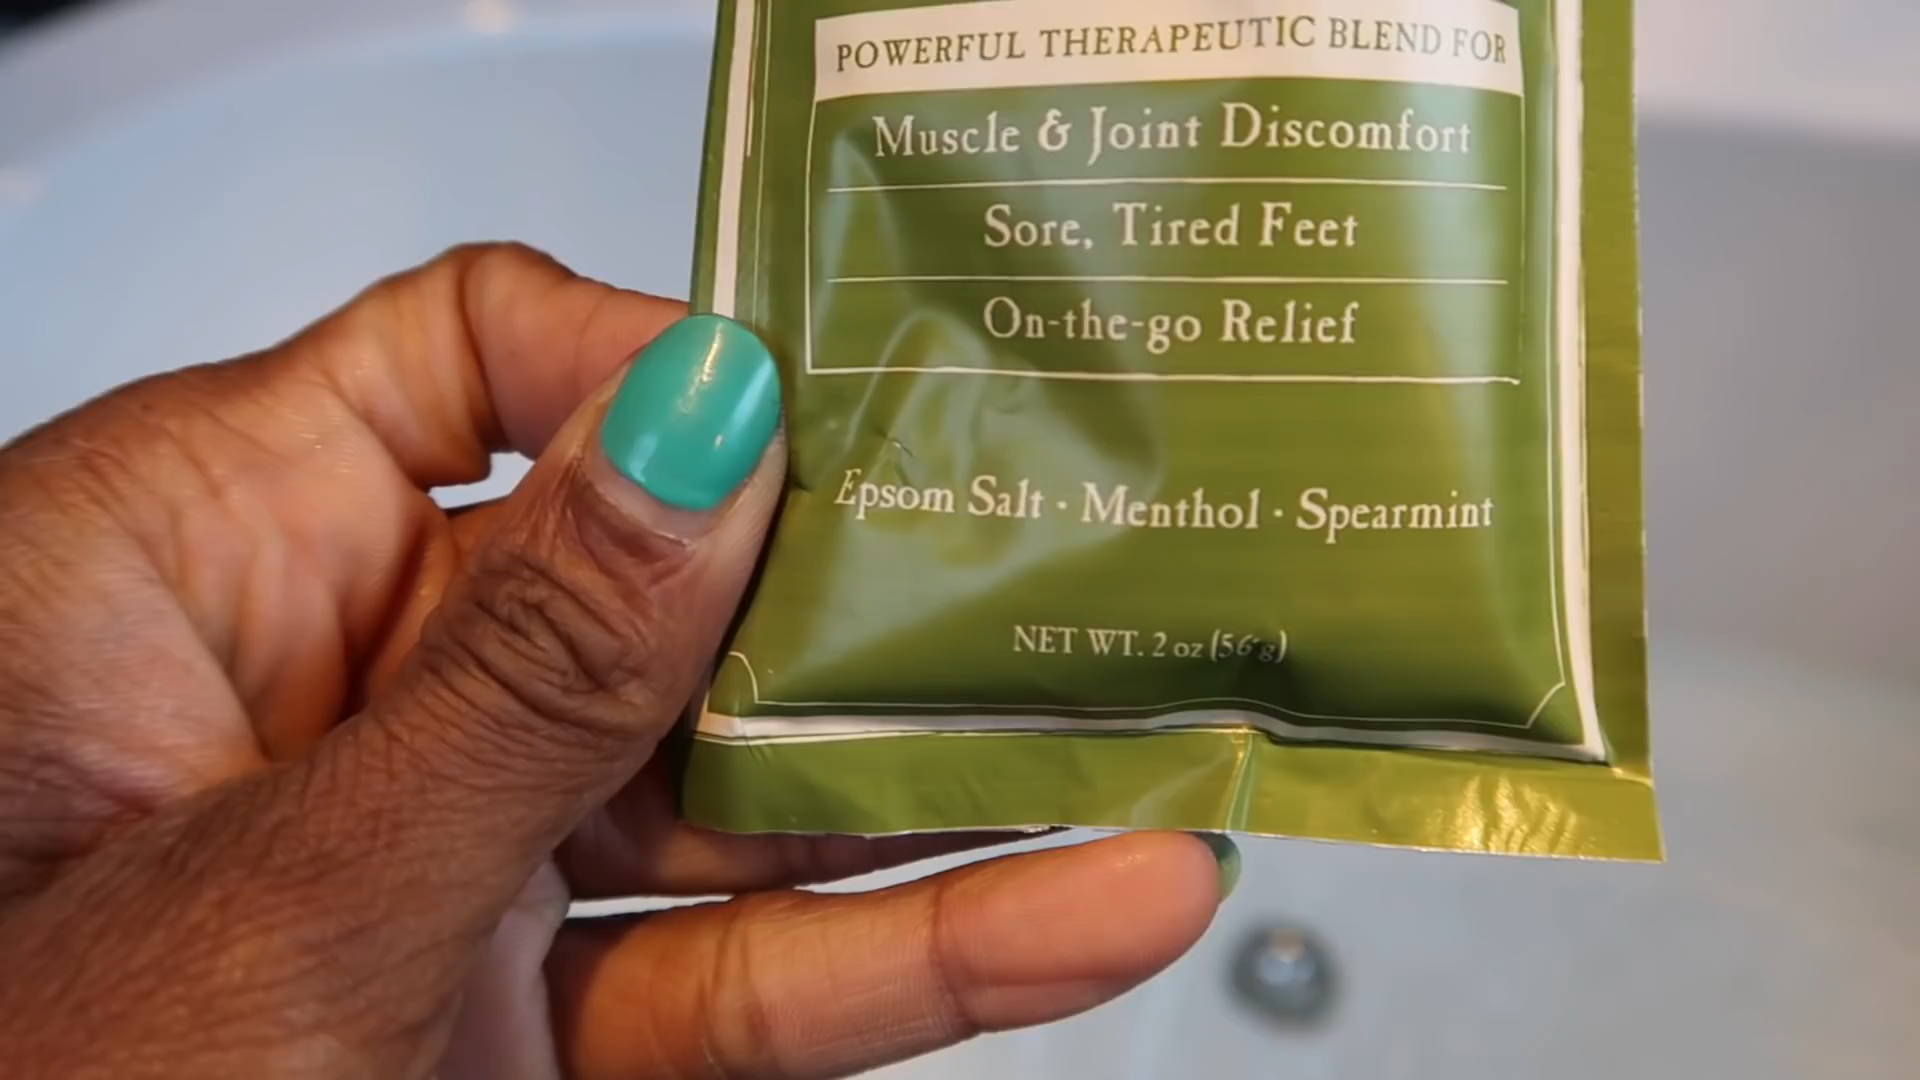 POWERFUL THERAPEUTIC BLEND FOR
Muscle & Joint Discomfort
Sore, Tired Feet
On-the-go Relief
Epsom Salt · Menthol · Spearmint
NET WT. 2 oz (56 g)